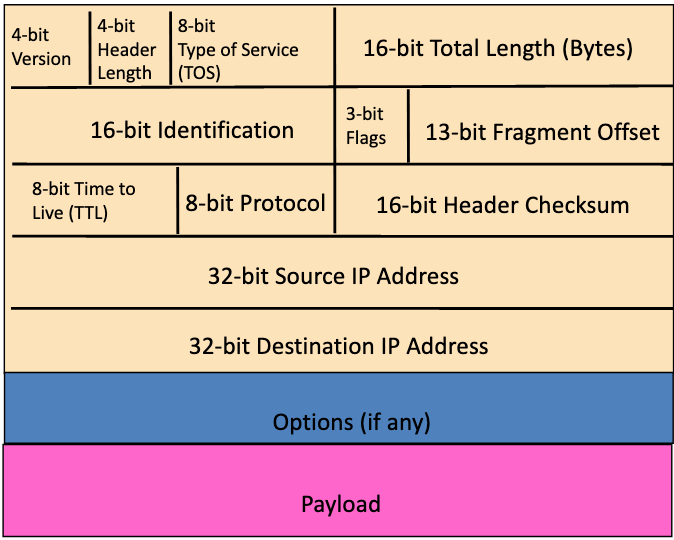 4-bit
Version
4-bit
Header
Length
8-bit
Type of Service
(TOS)
16-bit Total Length (Bytes)
16-bit Identification
3-bit
Flags
13-bit Fragment Offset
8-bit Time to
Live (TTL)
8-bit Protocol
16-bit Header Checksum
32-bit Source IP Address
32-bit Destination IP Address
Options (if any)
Payload